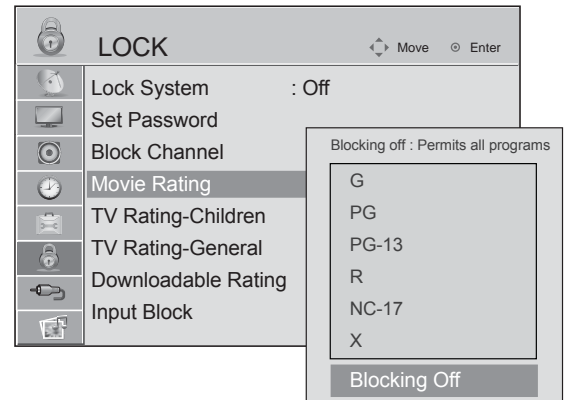 LOCK
Move
Enter
Lock System : Off
Set Password
Block Channel
Movie Rating
TV Rating-Children
TV Rating-General
Downloadable Rating
Input Block
Blocking off : Permits all programs
G
PG
PG-13
R
NC-17
X
Blocking Off